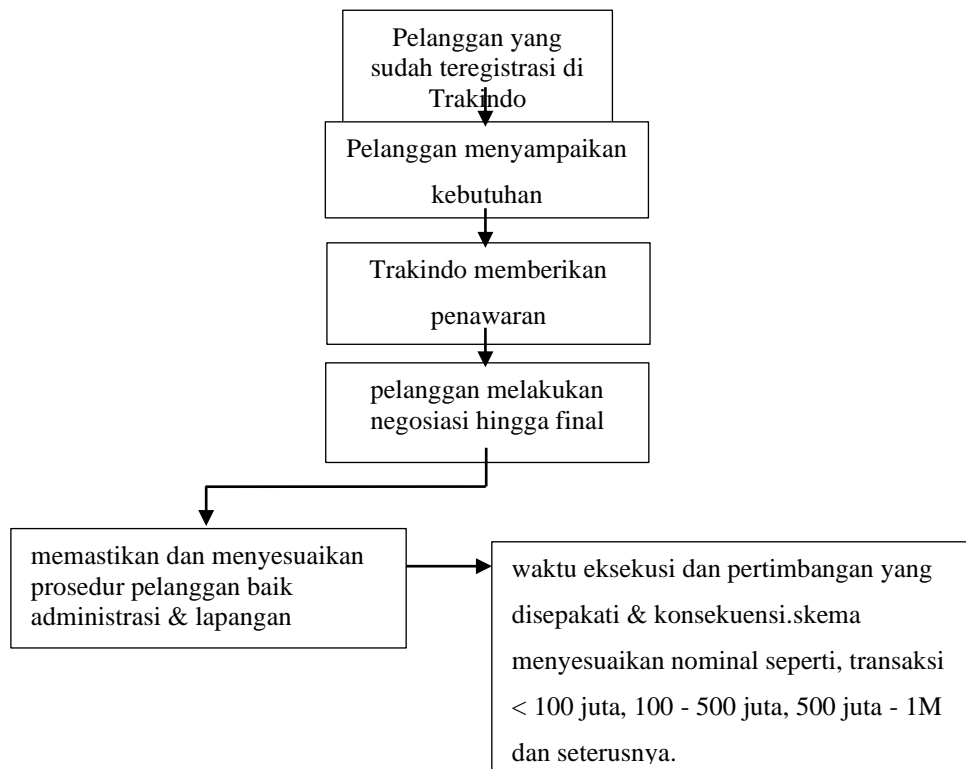 Pelanggan yang
sudah teregistrasi di
Trakindo
Pelanggan menyampaikan
kebutuhan
Trakindo memberikan
penawaran
pelanggan melakukan
negosiasi hingga final
memastikan dan menyesuaikan
prosedur pelanggan baik
administrasi & lapangan
waktu eksekusi dan pertimbangan yang
disepakati & konsekuensi.skema
menyesuaikan nominal seperti, transaksi
< 100 juta, 100 - 500 juta, 500 juta - 1M
dan seterusnya.